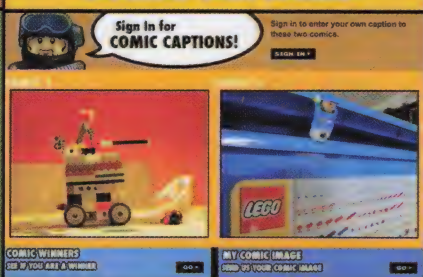 Sign In for
COMIC CAPTIONS!
Sign in to enter your own caption to
these two comics.
SIGN IN
LEGO
COMIC WINNERS
SEE IF YOU ARE A WINNER
GO
MY COMIC IMAGE
SEND US YOUR COMIC IMAGE
GO